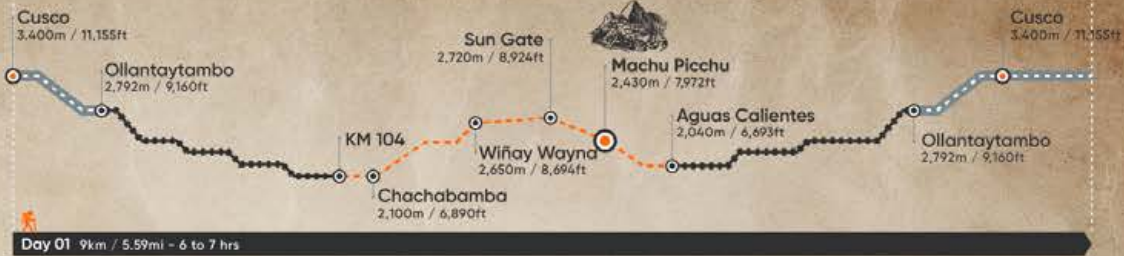 Cusco
3.400m / 11,155ft
Ollantaytambo
2,792m / 9,160ft
KM 104
Chachabamba
2,100m / 6,890ft
Sun Gate
2,720m / 8,924ft
Wiñay Wayna
2,650m / 8,694ft
Machu Picchu
2,430m / 7,972ft
Aguas Calientes
2,040m / 6,693ft
Ollantaytambo
2,792m / 9,160ft
Cusco
3.400m / 11,155ft
Day 01 9km / 5.59mi - 6 to 7 hrs